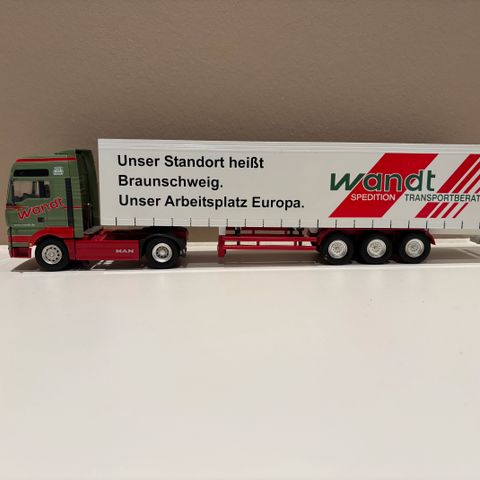 Unser Standort heißt
Braunschweig.
Unser Arbeitsplatz Europa.
wandt
SPEDITION TRANSPORTBERAT
wandt
MAN